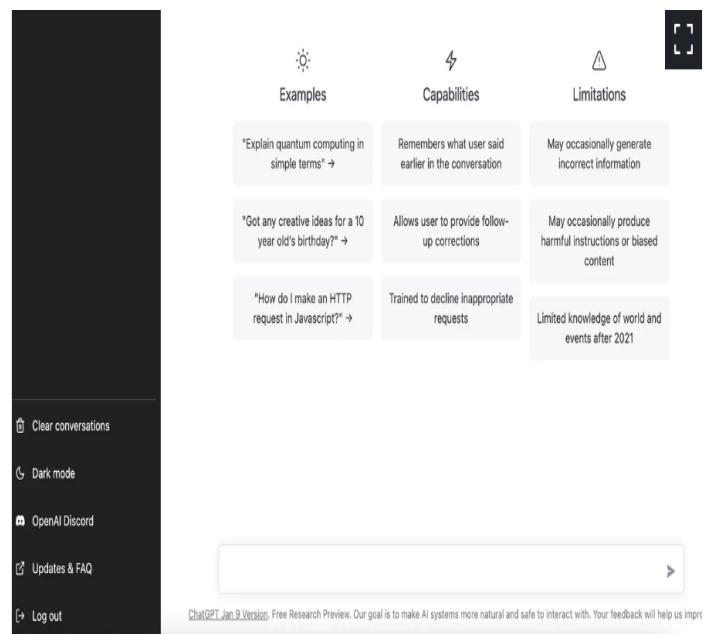 Examples
"Explain quantum computing in
simple terms" →
"Got any creative ideas for a 10
year old's birthday?" →
"How do I make an HTTP
request in Javascript?" →
Capabilities
Remembers what user said
earlier in the conversation
Allows user to provide follow-
up corrections
Trained to decline inappropriate
requests
Limitations
May occasionally generate
incorrect information
May occasionally produce
harmful instructions or biased
content
Limited knowledge of world and
events after 2021
Clear conversations
Dark mode
OpenAI Discord
Updates & FAQ
Log out
ChatGPT Jan 9 Version. Free Research Preview. Our goal is to make AI systems more natural and safe to interact with. Your feedback will help us impro